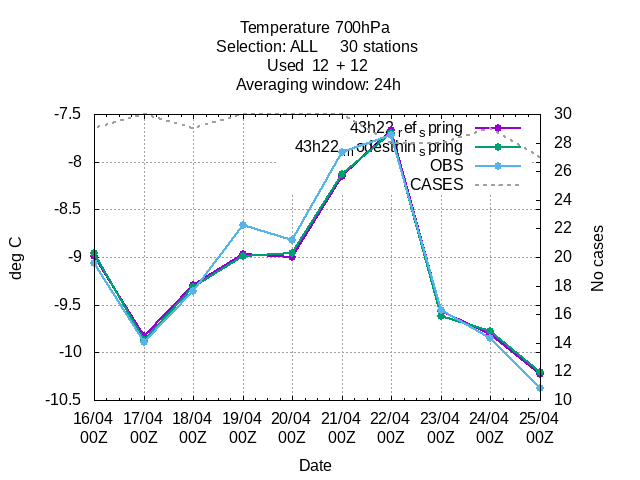 Temperature 700hPa
Selection: ALL     30 stations
Used  12 + 12
Averaging window: 24h
-7.5
-8
-8.5
-9
-9.5
-10
-10.5
deg C
30
28
26
24
22
20
18
16
14
12
10
No cases
43h22_ref_spring
43h22_modesthin_spring
OBS
CASES
16/04 17/04 18/04 19/04 20/04 21/04 22/04 23/04 24/04 25/04
00Z 00Z 00Z 00Z 00Z 00Z 00Z 00Z 00Z 00Z
Date